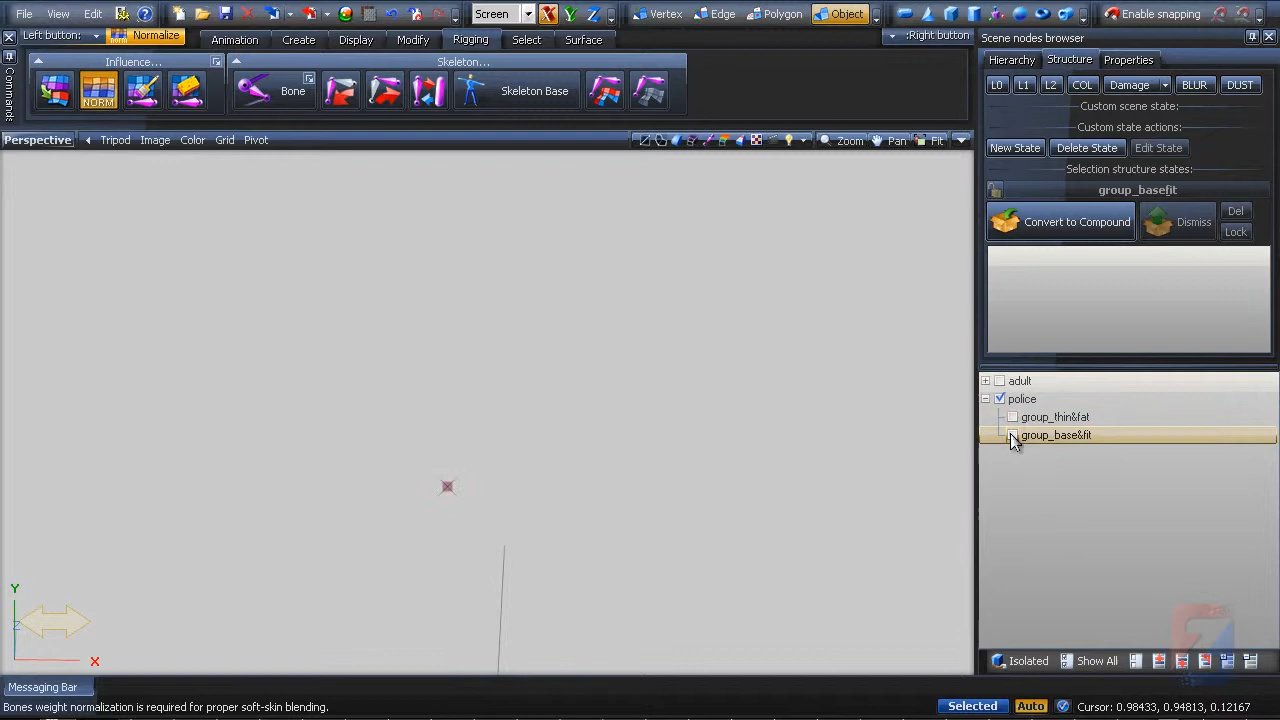 File View Edit Screen X Y Z Vertex Edge Polygon Object Enable snapping
Left button: Normalize Animation Create Display Modify Rigging Select Surface :Right button
Commands
Influence... Skeleton...
NORM Bone Skeleton Base
Perspective Tripod Image Color Grid Pivot Zoom Pan Fit
Scene nodes browser
Hierarchy Structure Properties
L0 L1 L2 COL Damage BLUR DUST
Custom scene state:
Custom state actions:
New State Delete State Edit State
Selection structure states:
group_basefit
Convert to Compound Dismiss Del
Lock
adult
police
group_thin&fat
group_base&fit
Y
Z
X
Isolated Show All
Messaging Bar
Bones weight normalization is required for proper soft-skin blending. Selected Auto Cursor: 0.98433, 0.94813, 0.12167